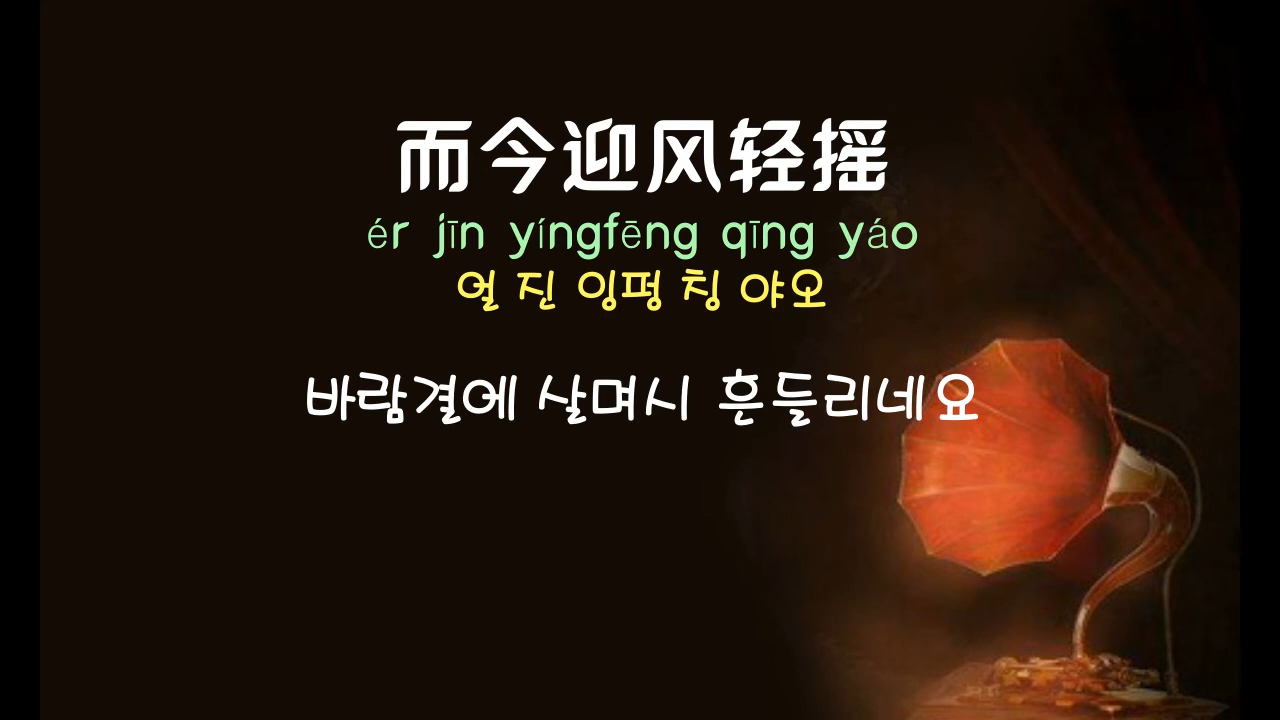 而今迎风轻摇
ér jīn yíngfēng qīng yáo
얼 진 잉펑 칭 야오
바람결에 살며시 흔들리네요